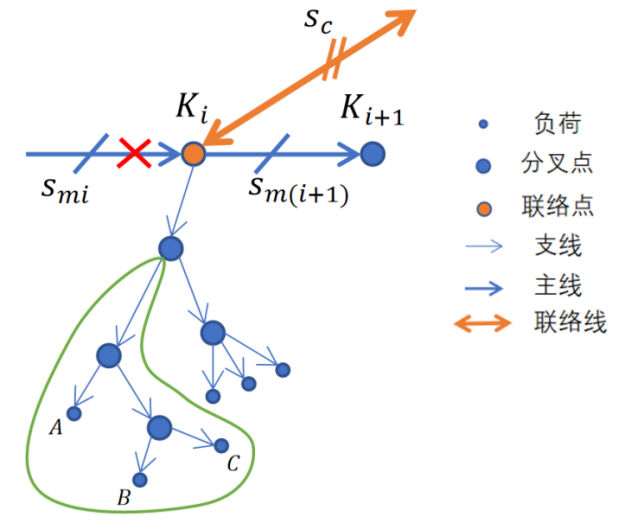 s_c
K_i
K_{i+1}
s_{mi}
s_{m(i+1)}
A
B
C
负荷
分叉点
联络点
支线
主线
联络线